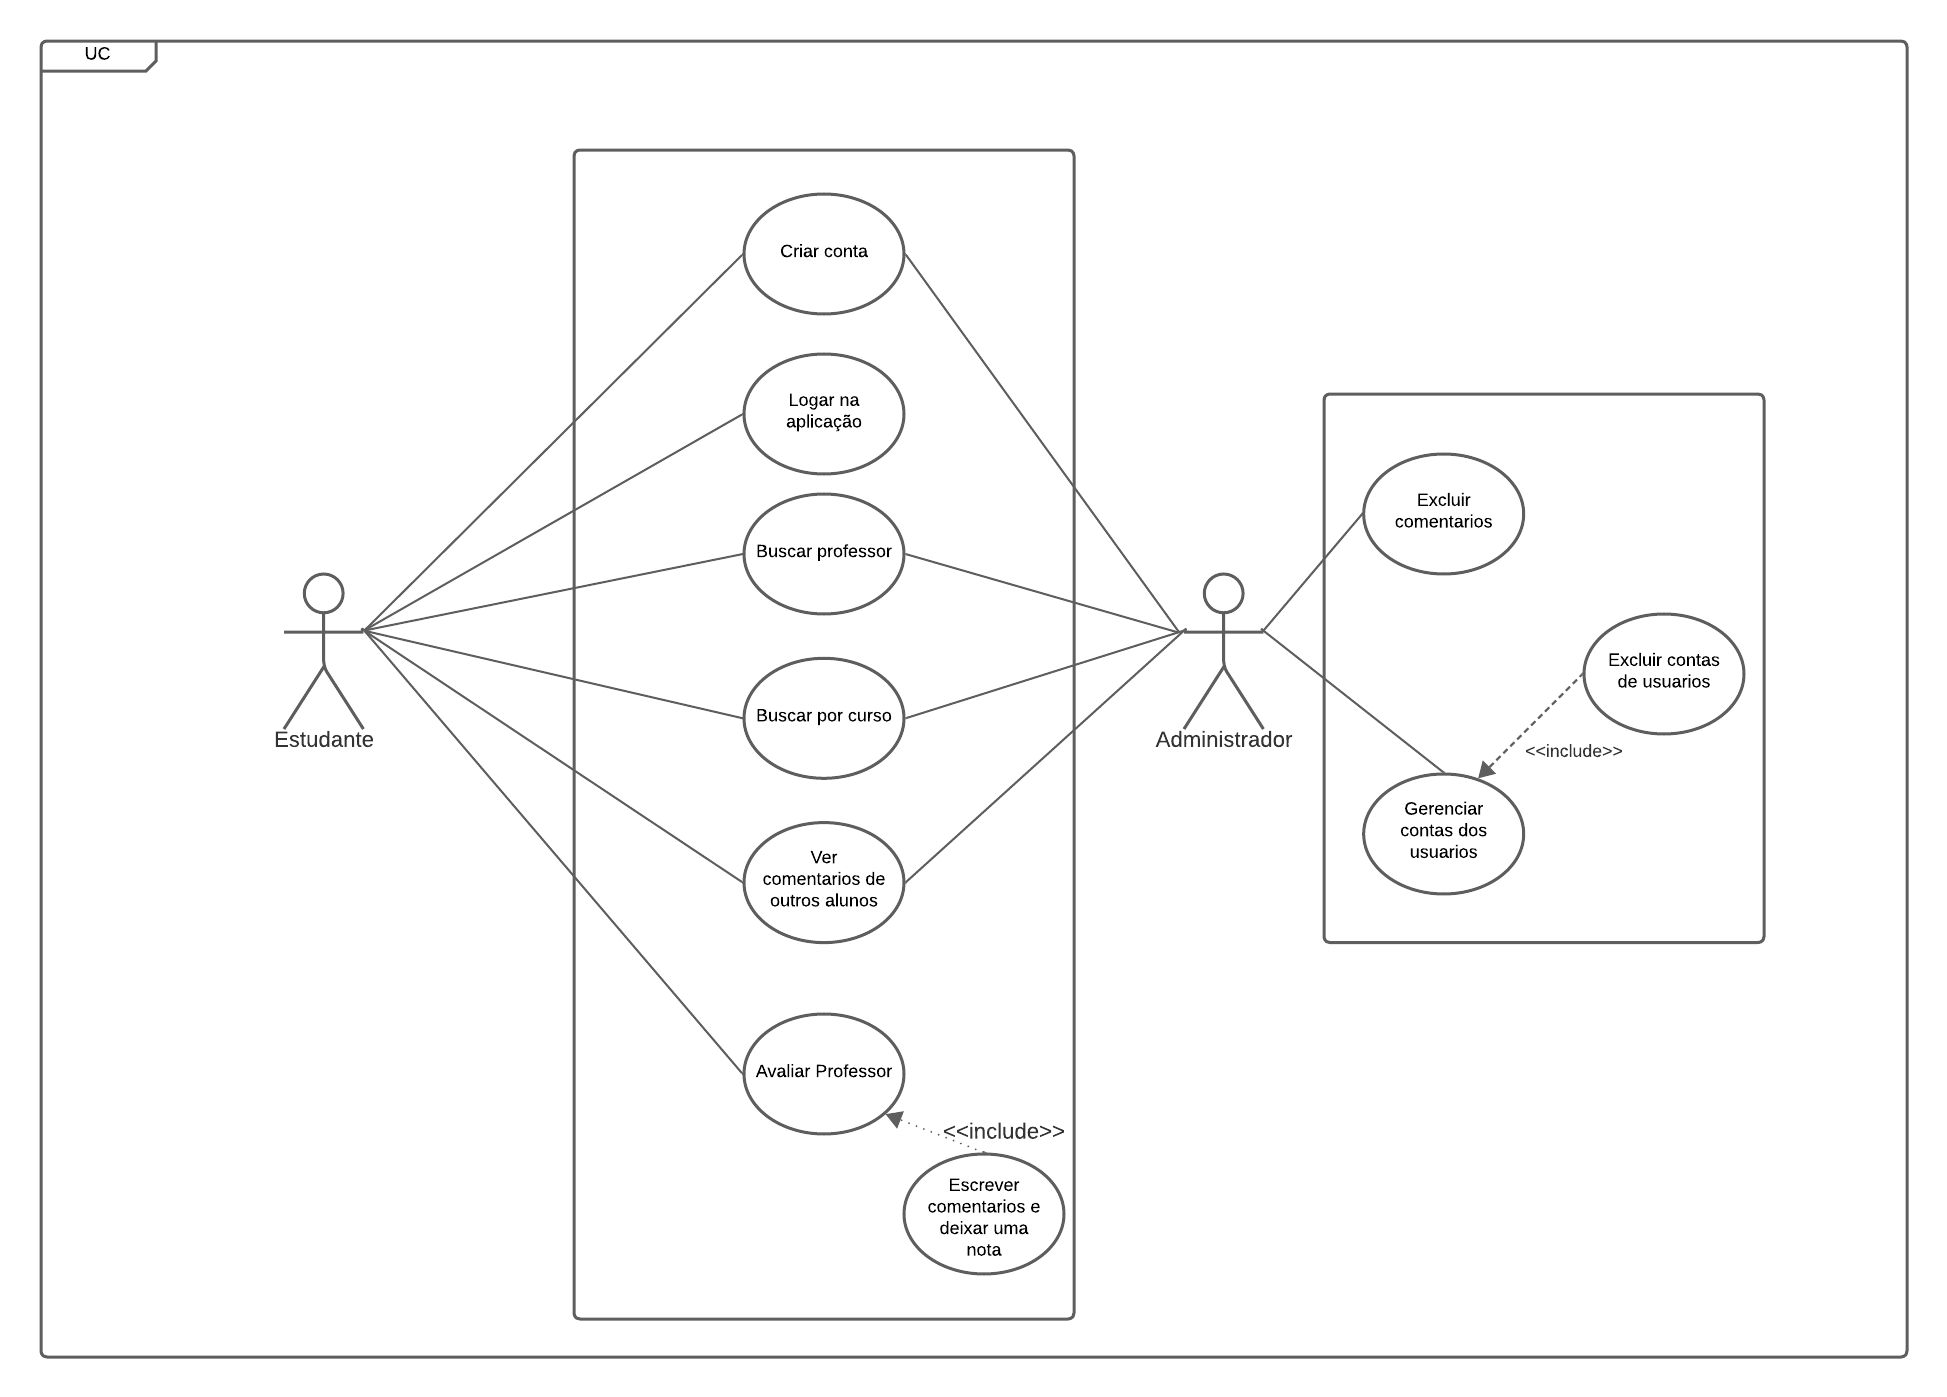 UC
Criar conta
Logar na
aplicação
Buscar professor
Buscar por curso
Ver
comentarios de
outros alunos
Avaliar Professor
<<include>>
Escrever
comentarios e
deixar uma
nota
Estudante
Administrador
Excluir
comentarios
Excluir contas
de usuarios
<<include>>
Gerenciar
contas dos
usuarios